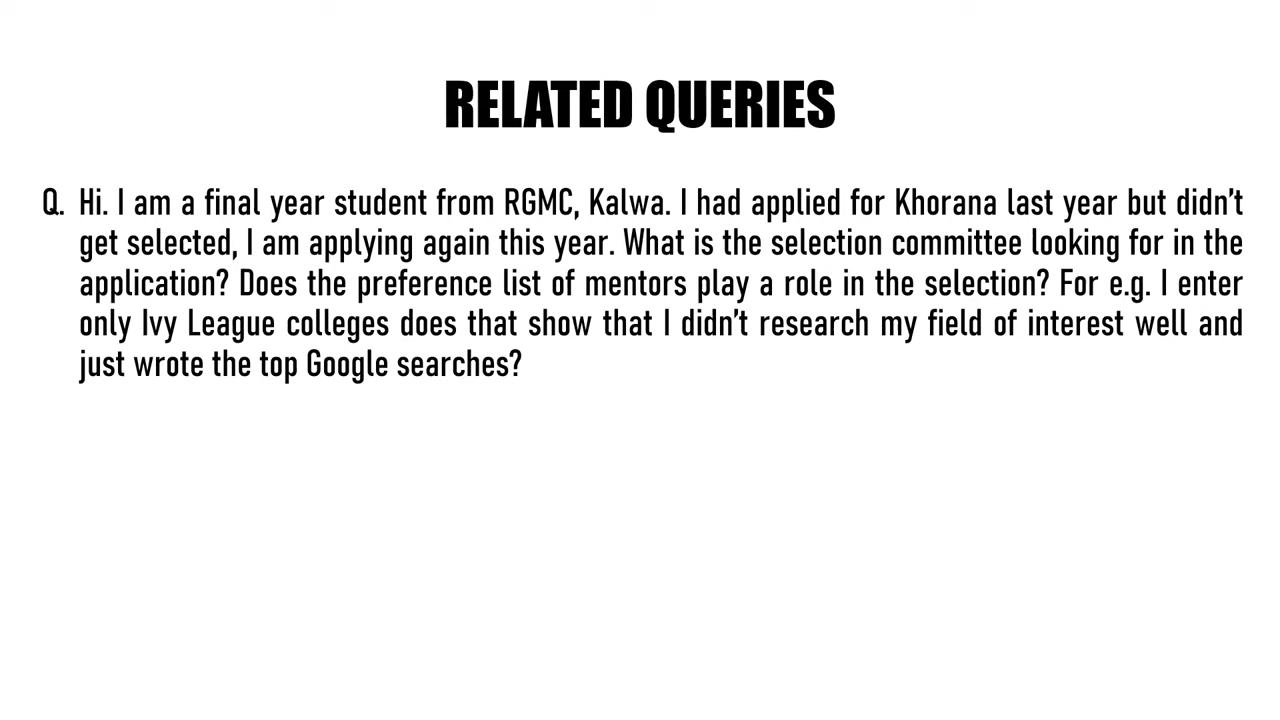 RELATED QUERIES
Q. Hi. I am a final year student from RGMC, Kalwa. I had applied for Khorana last year but didn’t
get selected, I am applying again this year. What is the selection committee looking for in the
application? Does the preference list of mentors play a role in the selection? For e.g. I enter
only Ivy League colleges does that show that I didn’t research my field of interest well and
just wrote the top Google searches?